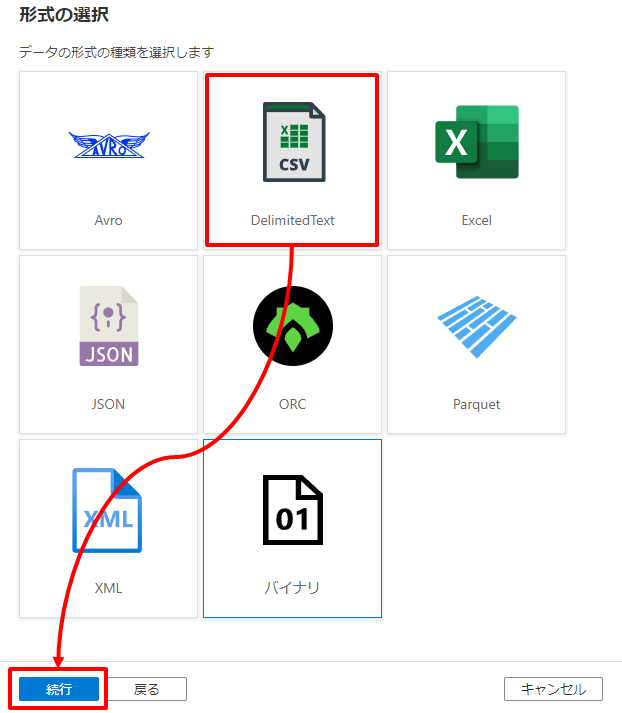 形式の選択
データの形式の種類を選択します
AVRO
X
CSV
X
Avro
DelimitedText
Excel
{•}
JSON
JSON
ORC
Parquet
XML
01
XML
バイナリ
続行
戻る
キャンセル